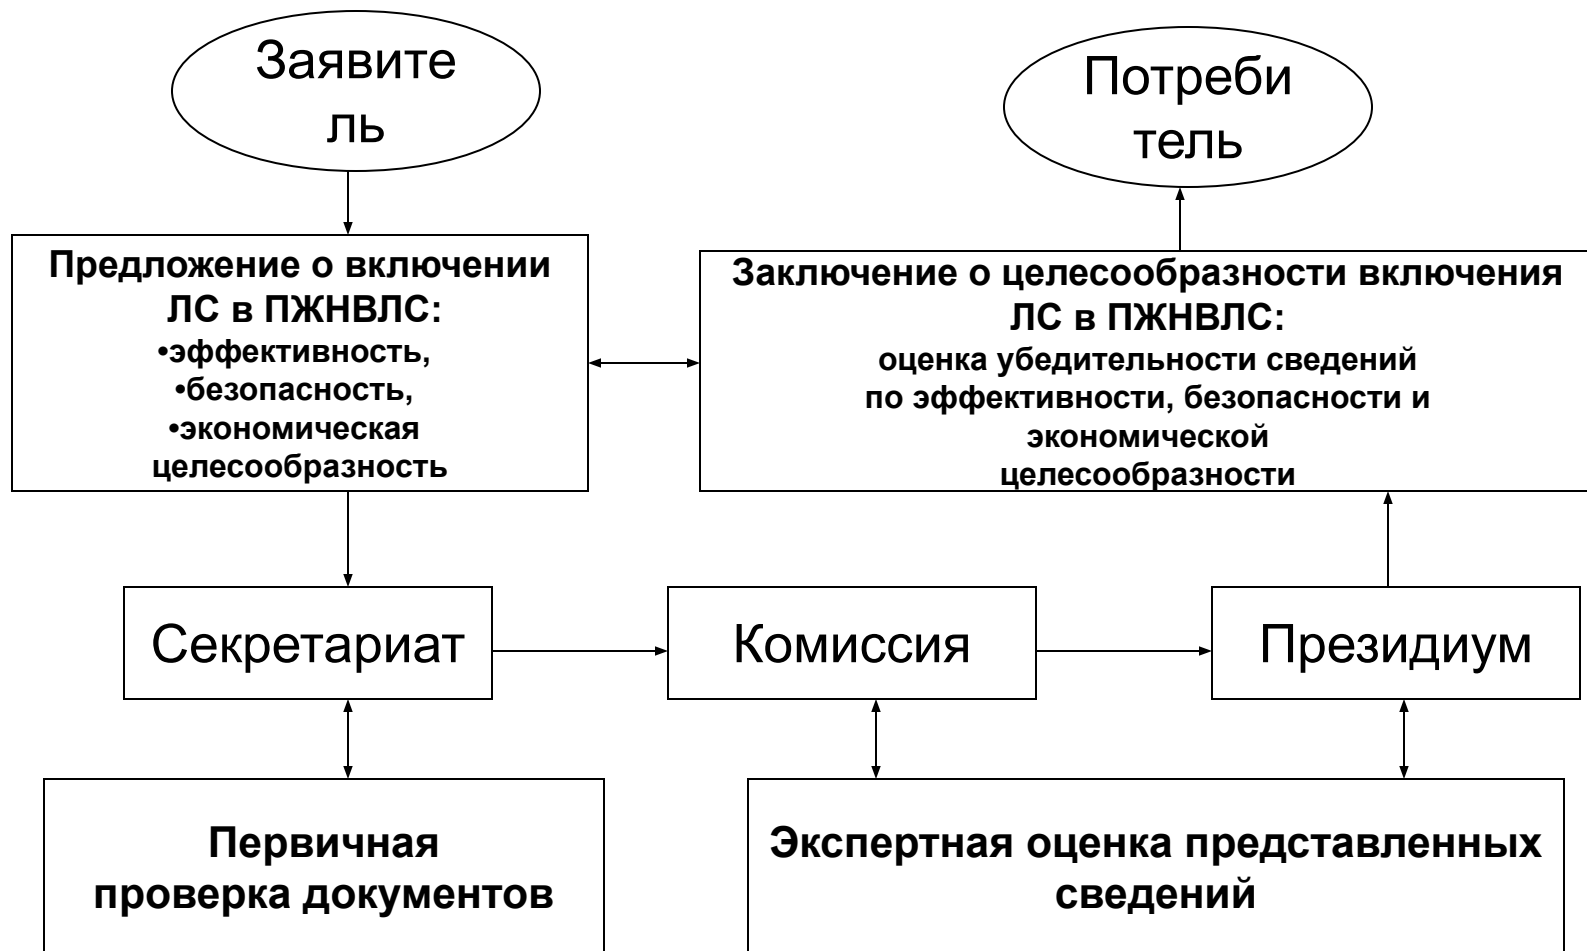 Заявите
ль
Потреби
тель
Предложение о включении
ЛС в ПЖНВЛС:
•эффективность,
•безопасность,
•экономическая
целесообразность
Заключение о целесообразности включения
ЛС в ПЖНВЛС:
оценка убедительности сведений
по эффективности, безопасности и
экономической
целесообразности
Секретариат
Комиссия
Президиум
Первичная
проверка документов
Экспертная оценка представленных
сведений